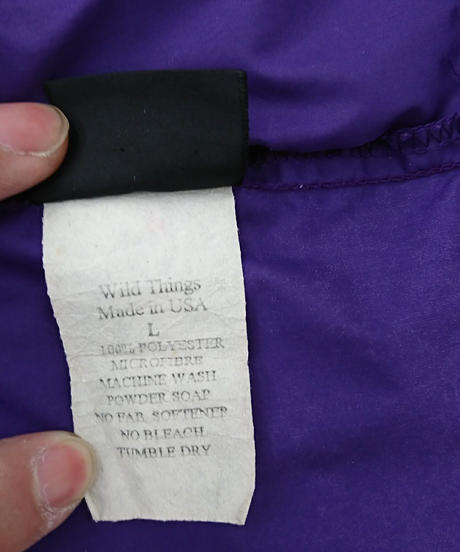 Wild Things
Made in USA
L
100% POLYESTER
MICROFIBRE
MACHINE WASH
POWDER SOAP
NO FAB SOFTENER
NO BLEACH
TUMBLE DRY